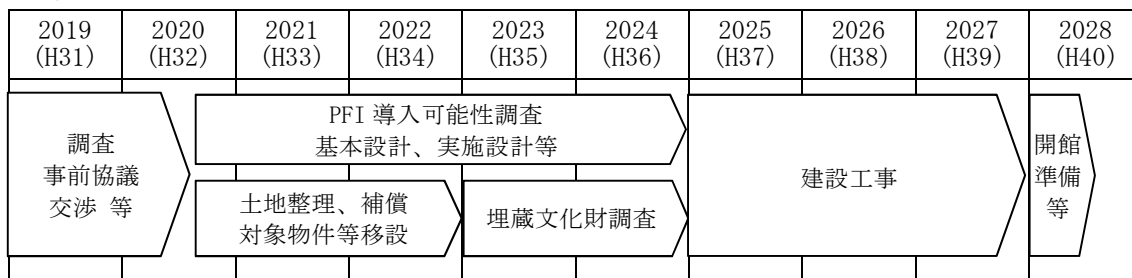 2019 2020 2021 2022 2023 2024 2025 2026 2027 2028
(H31) (H32) (H33) (H34) (H35) (H36) (H37) (H38) (H39) (H40)
調査
事前協議
交渉 等
PFI 導入可能性調査
基本設計、実施設計等
土地整理、補償
対象物件等移設
埋蔵文化財調査
建設工事
開館
準備
等